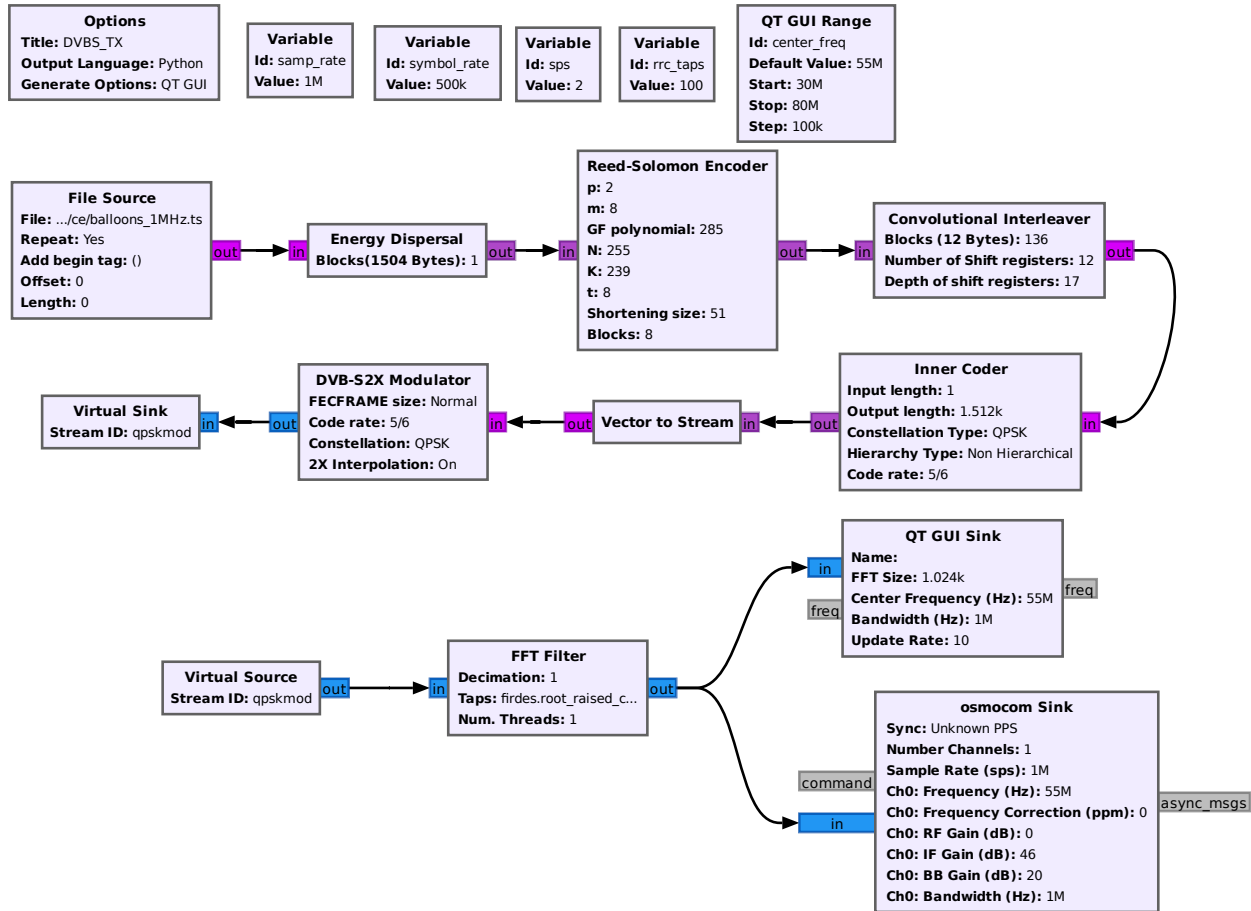 Options
Title: DVBS_TX
Output Language: Python
Generate Options: QT GUI
Variable
Id: samp_rate
Value: 1M
Variable
Id: symbol_rate
Value: 500k
Variable
Id: sps
Value: 2
Variable
Id: rrc_taps
Value: 100
QT GUI Range
Id: center_freq
Default Value: 55M
Start: 30M
Stop: 80M
Step: 100k
File Source
File: .../ce/balloons_1MHz.ts
Repeat: Yes
Add begin tag: ()
Offset: 0
Length: 0
out
in
Energy Dispersal
Blocks(1504 Bytes): 1
out
in
Reed-Solomon Encoder
p: 2
m: 8
GF polynomial: 285
N: 255
K: 239
t: 8
Shortening size: 51
Blocks: 8
out
in
Convolutional Interleaver
Blocks (12 Bytes): 136
Number of Shift registers: 12
Depth of shift registers: 17
out
Virtual Sink
Stream ID: qpskmod
in
out
DVB-S2X Modulator
FECFRAME size: Normal
Code rate: 5/6
Constellation: QPSK
2X Interpolation: On
in
out
Vector to Stream
in
out
Inner Coder
Input length: 1
Output length: 1.512k
Constellation Type: QPSK
Hierarchy Type: Non Hierarchical
Code rate: 5/6
in
Virtual Source
Stream ID: qpskmod
out
in
FFT Filter
Decimation: 1
Taps: firdes.root_raised_c...
Num. Threads: 1
out
in
freq
QT GUI Sink
Name:
FFT Size: 1.024k
Center Frequency (Hz): 55M
Bandwidth (Hz): 1M
Update Rate: 10
freq
command
in
osmocom Sink
Sync: Unknown PPS
Number Channels: 1
Sample Rate (sps): 1M
Ch0: Frequency (Hz): 55M
Ch0: Frequency Correction (ppm): 0
Ch0: RF Gain (dB): 0
Ch0: IF Gain (dB): 46
Ch0: BB Gain (dB): 20
Ch0: Bandwidth (Hz): 1M
async_msgs